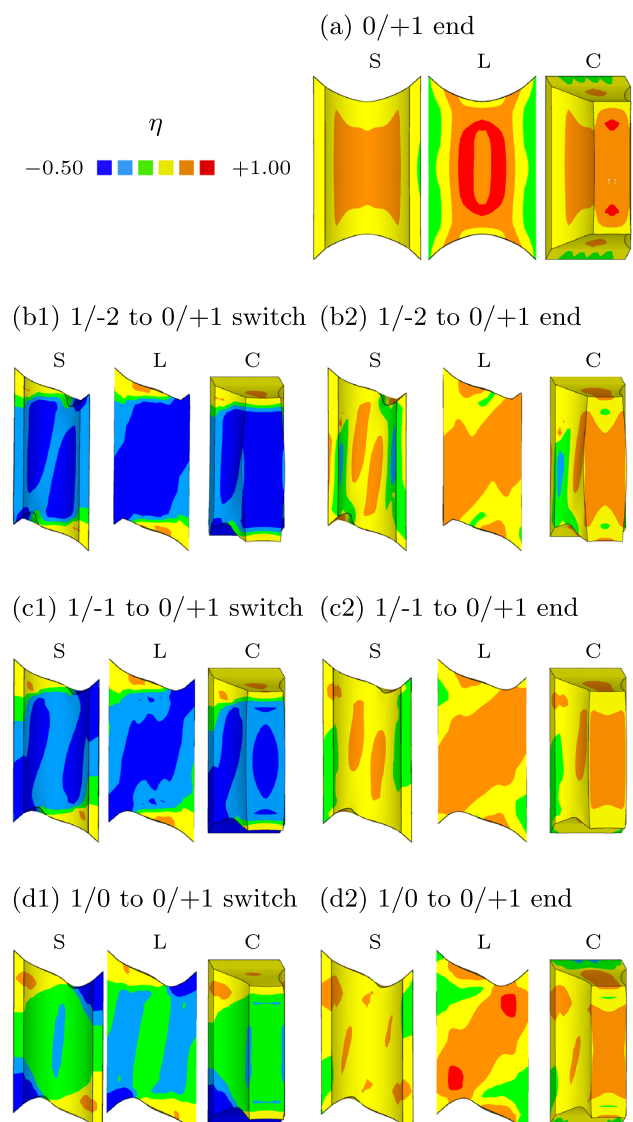 (a) 0/+1 end
S L C
η
−0.50 +1.00
(b1) 1/-2 to 0/+1 switch (b2) 1/-2 to 0/+1 end
S L C S L C
(c1) 1/-1 to 0/+1 switch (c2) 1/-1 to 0/+1 end
S L C S L C
(d1) 1/0 to 0/+1 switch (d2) 1/0 to 0/+1 end
S L C S L C